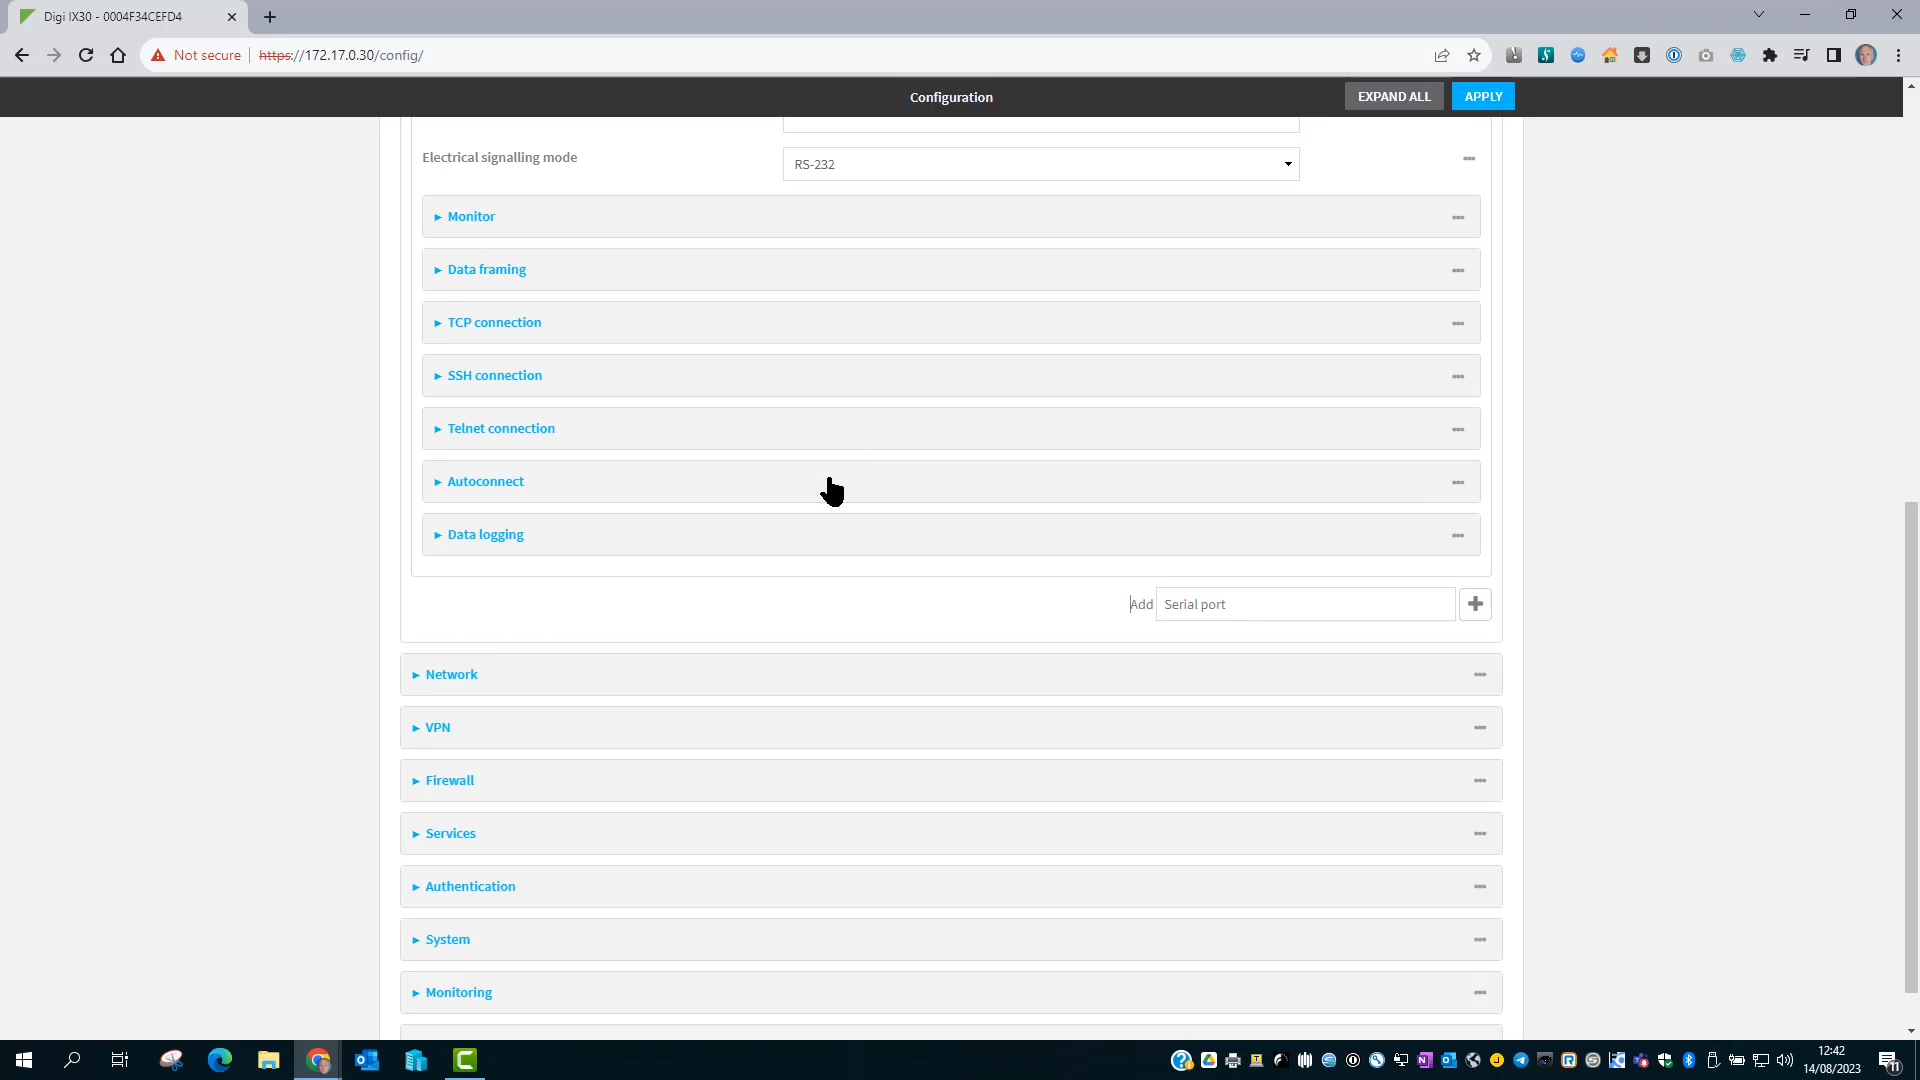 Digi IX30 - 0004F34CEFD4
Not secure
https://172.17.0.30/config/
Configuration
EXPAND ALL
APPLY
Electrical signalling mode
RS-232
Monitor
Data framing
TCP connection
SSH connection
Telnet connection
Autoconnect
Data logging
Add
Serial port
Network
VPN
Firewall
Services
Authentication
System
Monitoring
12:42
14/08/2023
11